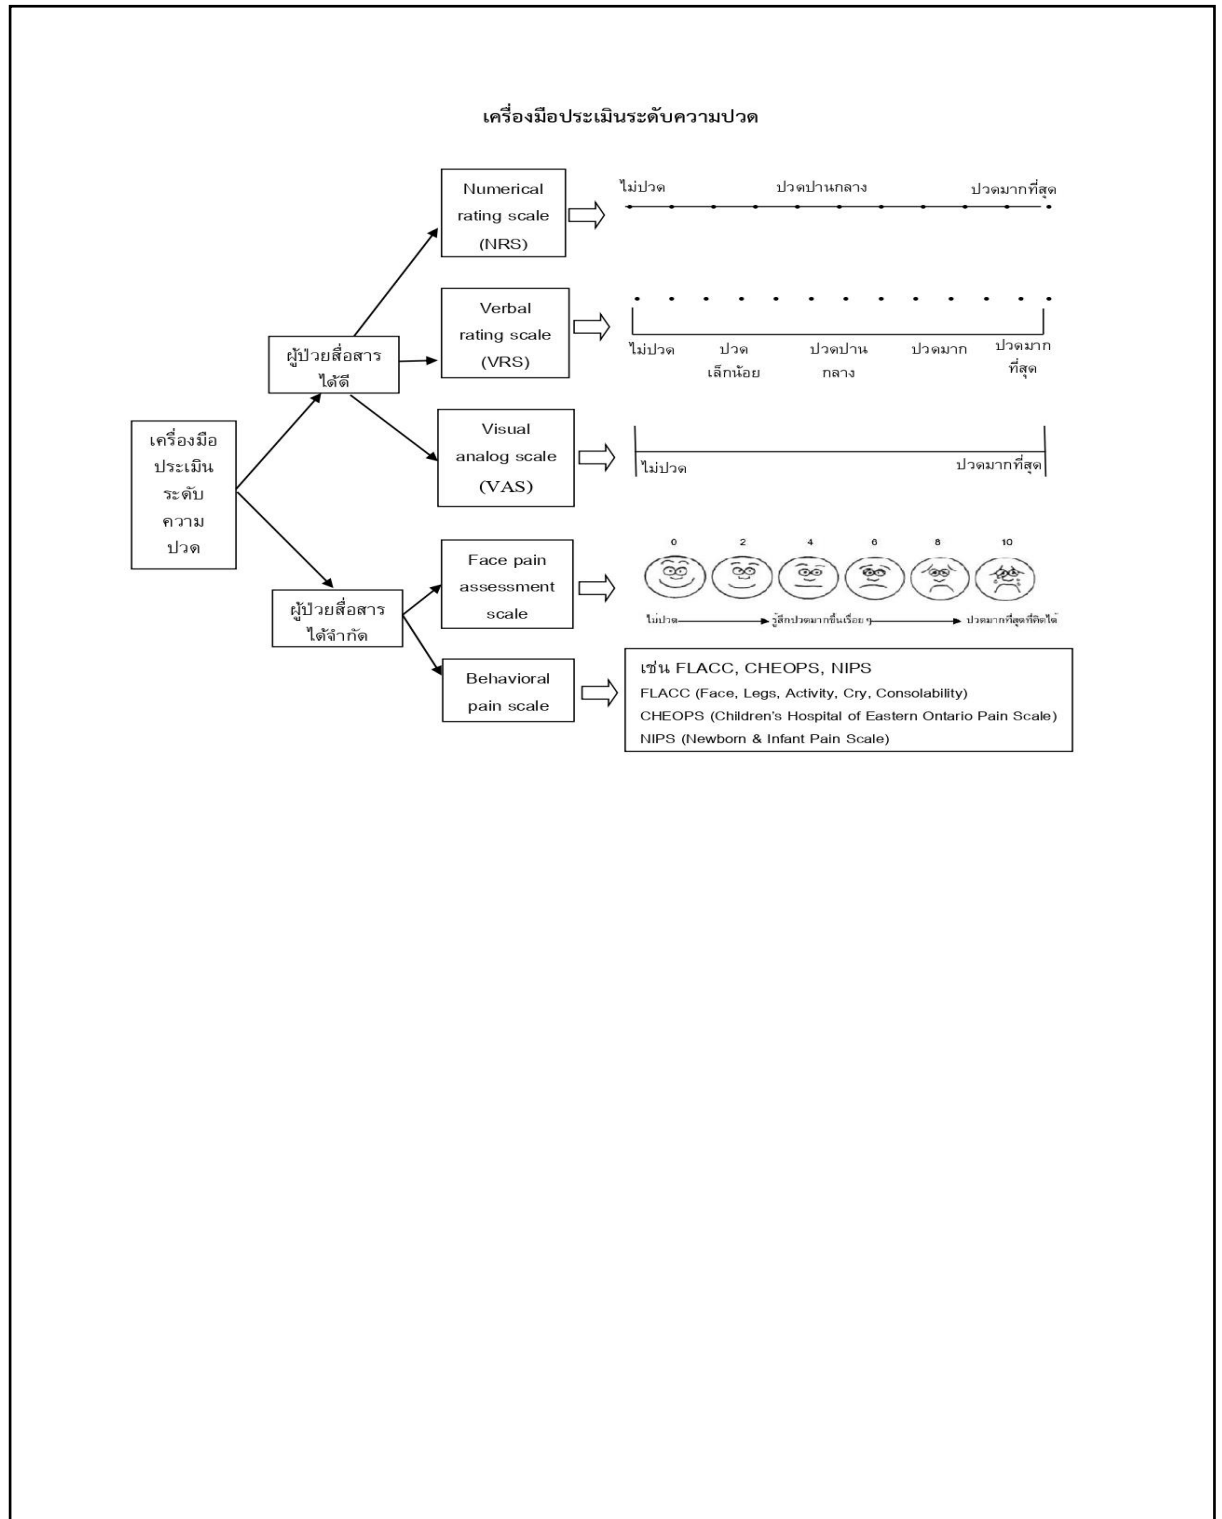 เครื่องมือประเมินระดับความปวด
เครื่องมือ
ประเมิน
ระดับ
ความ
ปวด
ผู้ป่วยสื่อสาร
ได้ดี
Numerical
rating scale
(NRS)
ไม่ปวด ปวดปานกลาง ปวดมากที่สุด
Verbal
rating scale
(VRS)
ไม่ปวด ปวด ปวดปาน ปวดมาก ปวดมาก
เล็กน้อย กลาง ที่สุด
Visual
analog scale
(VAS)
ไม่ปวด ปวดมากที่สุด
ผู้ป่วยสื่อสาร
ได้จำกัด
Face pain
assessment
scale
0 2 4 6 8 10
ไม่ปวด รู้สึกปวดมากขึ้นเรื่อย ๆ ปวดมากที่สุดที่คิดได้
Behavioral
pain scale
เช่น FLACC, CHEOPS, NIPS
FLACC (Face, Legs, Activity, Cry, Consolability)
CHEOPS (Children’s Hospital of Eastern Ontario Pain Scale)
NIPS (Newborn & Infant Pain Scale)